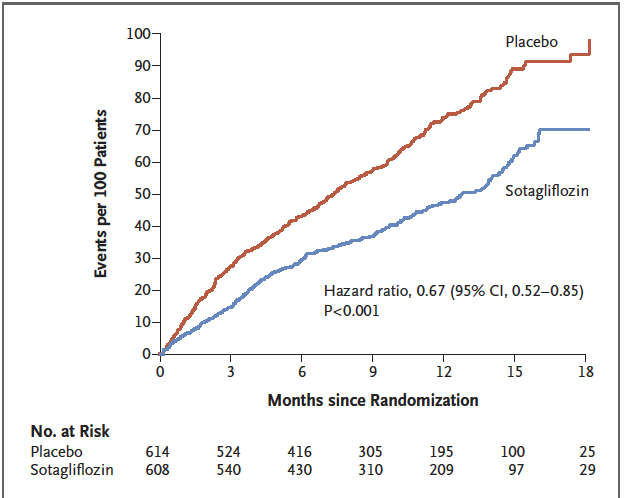 100
90
80
70
60
50
40
30
20
10
0
Events per 100 Patients
Placebo
Sotagliflozin
Hazard ratio, 0.67 (95% CI, 0.52–0.85)
P<0.001
0 3 6 9 12 15 18
Months since Randomization
No. at Risk
Placebo 614 524 416 305 195 100 25
Sotagliflozin 608 540 430 310 209 97 29